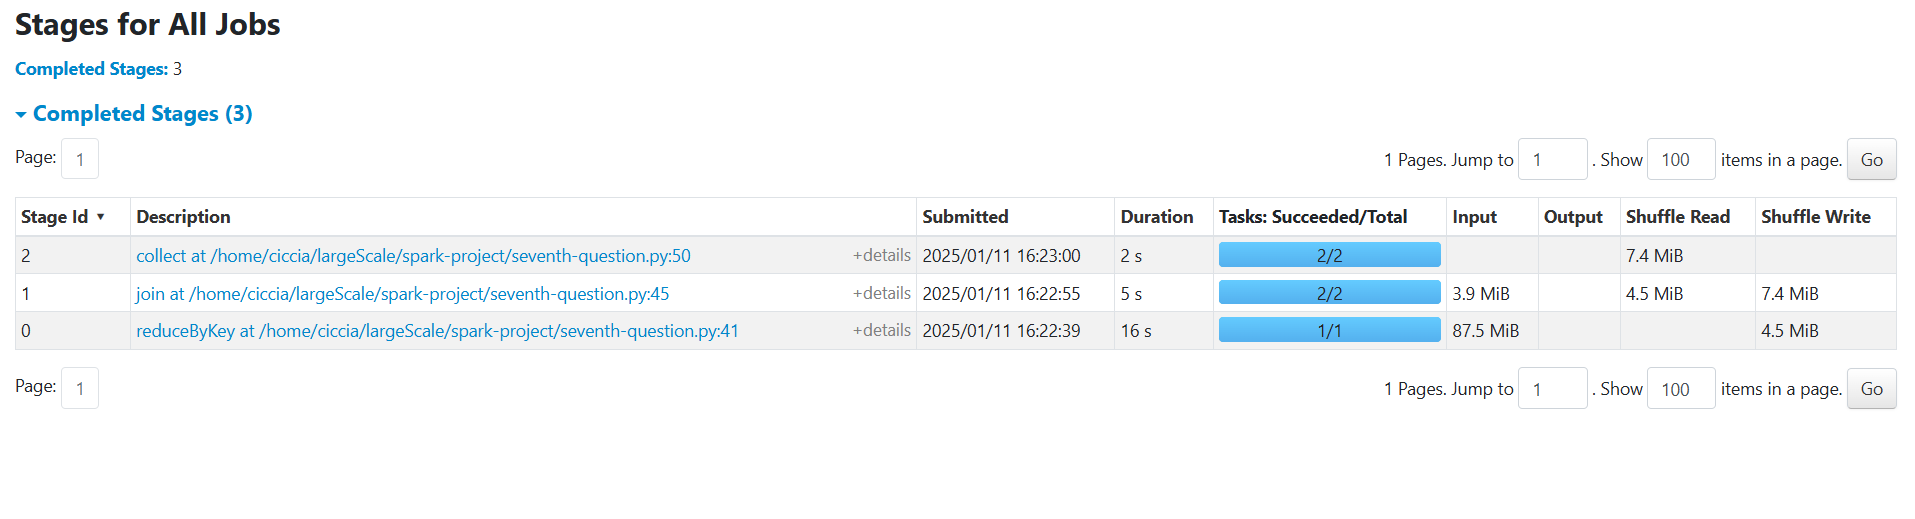 Stages for All Jobs
Completed Stages: 3
Completed Stages (3)
Page: 1 1 Pages. Jump to 1 . Show 100 items in a page. Go
Stage Id Description Submitted Duration Tasks: Succeeded/Total Input Output Shuffle Read Shuffle Write
2 collect at /home/ciccia/largeScale/spark-project/seventh-question.py:50 +details 2025/01/11 16:23:00 2 s 2/2 7.4 MiB
1 join at /home/ciccia/largeScale/spark-project/seventh-question.py:45 +details 2025/01/11 16:22:55 5 s 2/2 3.9 MiB 4.5 MiB 7.4 MiB
0 reduceByKey at /home/ciccia/largeScale/spark-project/seventh-question.py:41 +details 2025/01/11 16:22:39 16 s 1/1 87.5 MiB 4.5 MiB
Page: 1 1 Pages. Jump to 1 . Show 100 items in a page. Go